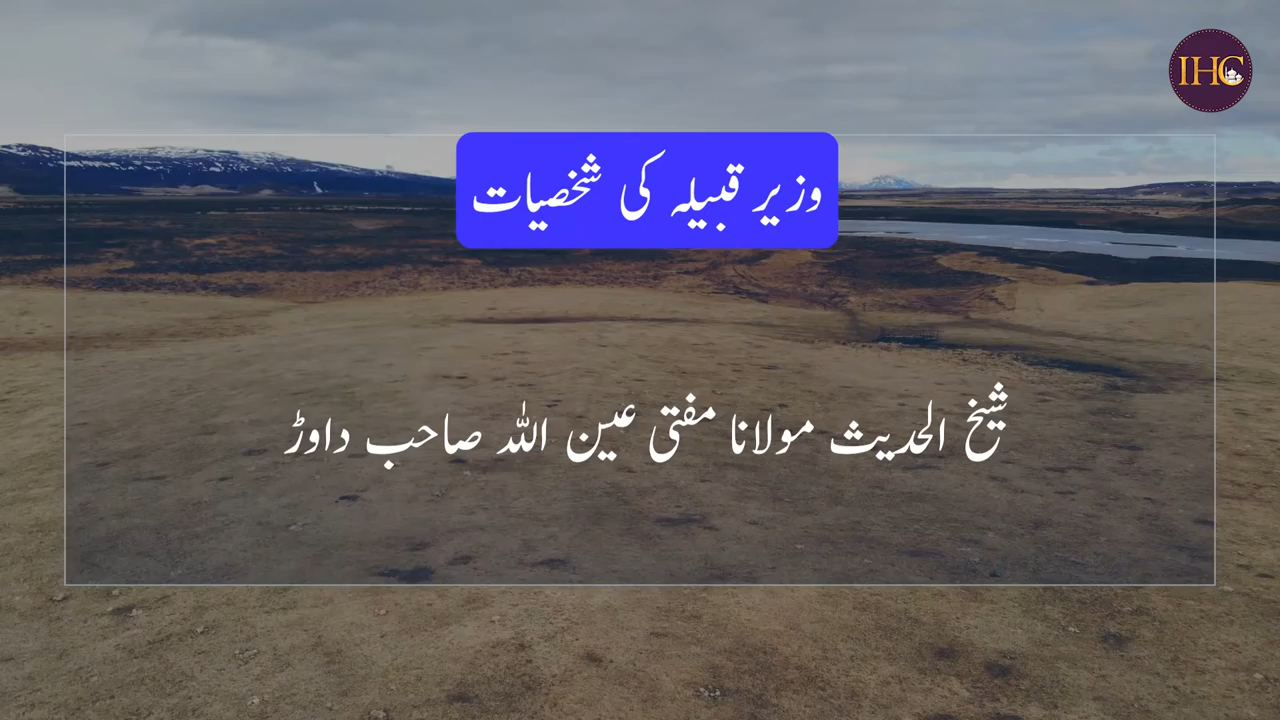 IHC
وزیر قبیلہ کی شخصیات
شیخ الحدیث مولانا مفتی عین اللہ صاحب داوڑ